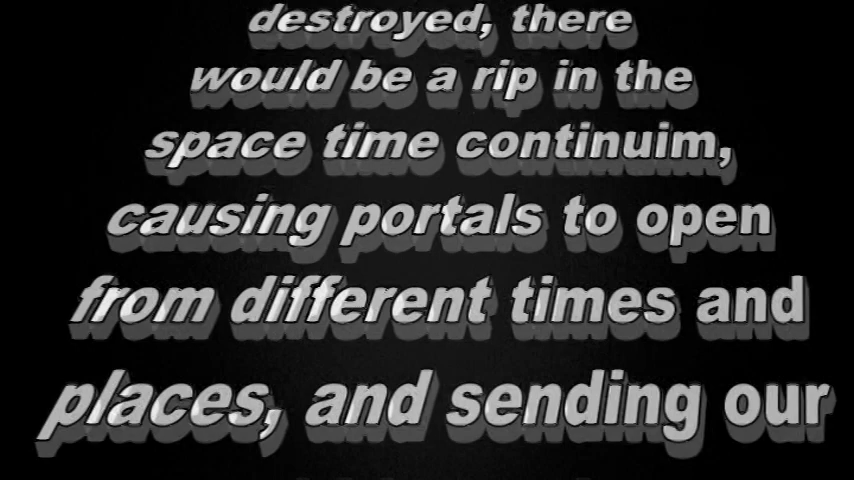 destroyed, there
would be a rip in the
space time continuim,
causing portals to open
from different times and
places, and sending our